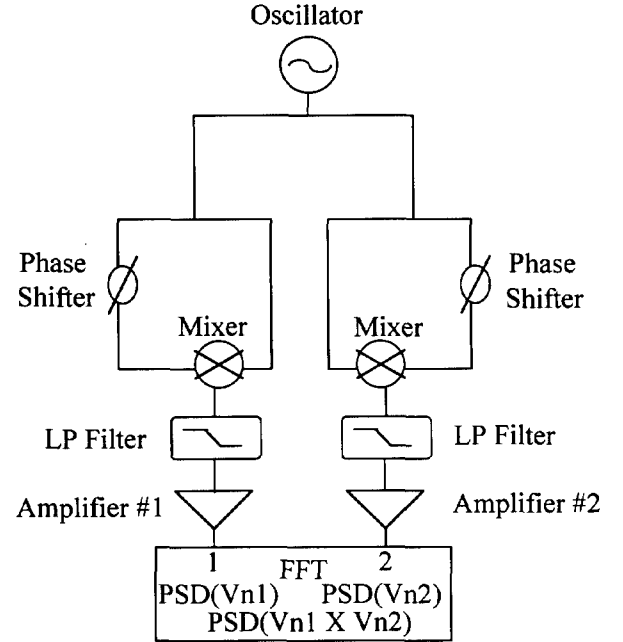 Oscillator
Phase
Shifter
Phase
Shifter
Mixer
Mixer
LP Filter
LP Filter
Amplifier #1
Amplifier #2
1
2
FFT
PSD(Vn1)
PSD(Vn2)
PSD(Vn1 X Vn2)